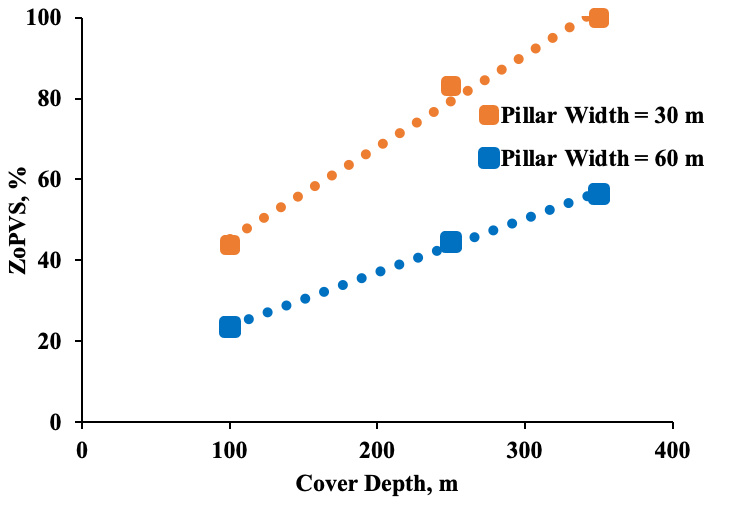 100
80
60
40
20
0
ZoPVS, %
Pillar Width = 30 m
Pillar Width = 60 m
0 100 200 300 400
Cover Depth, m